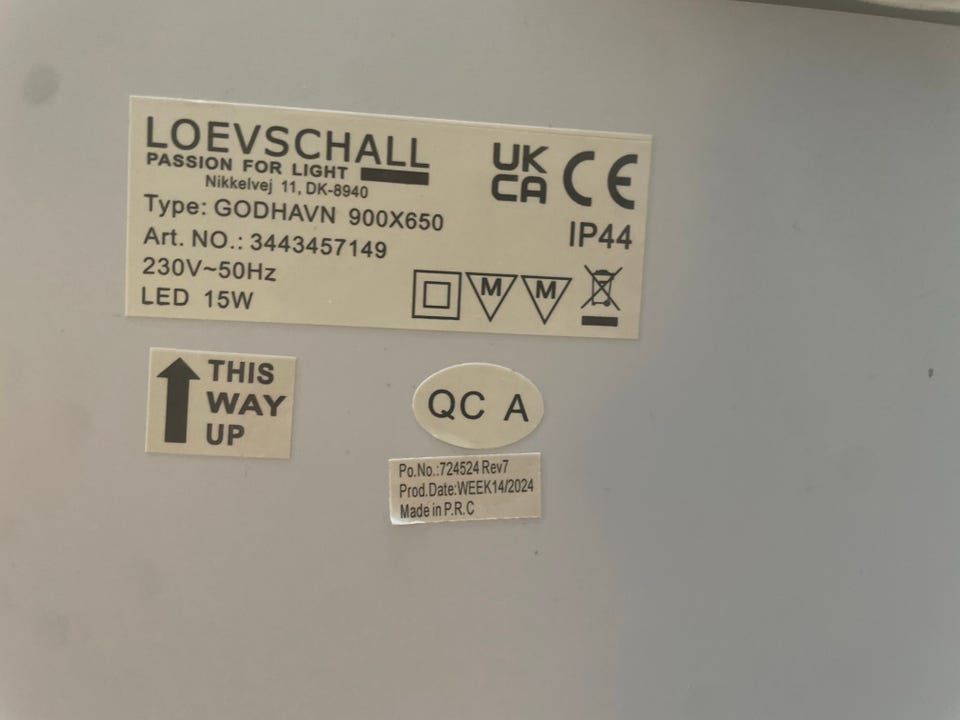 LOEVSCHALL
PASSION FOR LIGHT
Nikkelvej 11, DK-8940
Type: GODHAVN 900X650
Art. NO.: 3443457149
230V~50Hz
LED 15W
UK
CA
CE
IP44
M
M
THIS
WAY
UP
QC A
Po.No.:724524 Rev7
Prod.Date:WEEK14/2024
Made in P.R.C